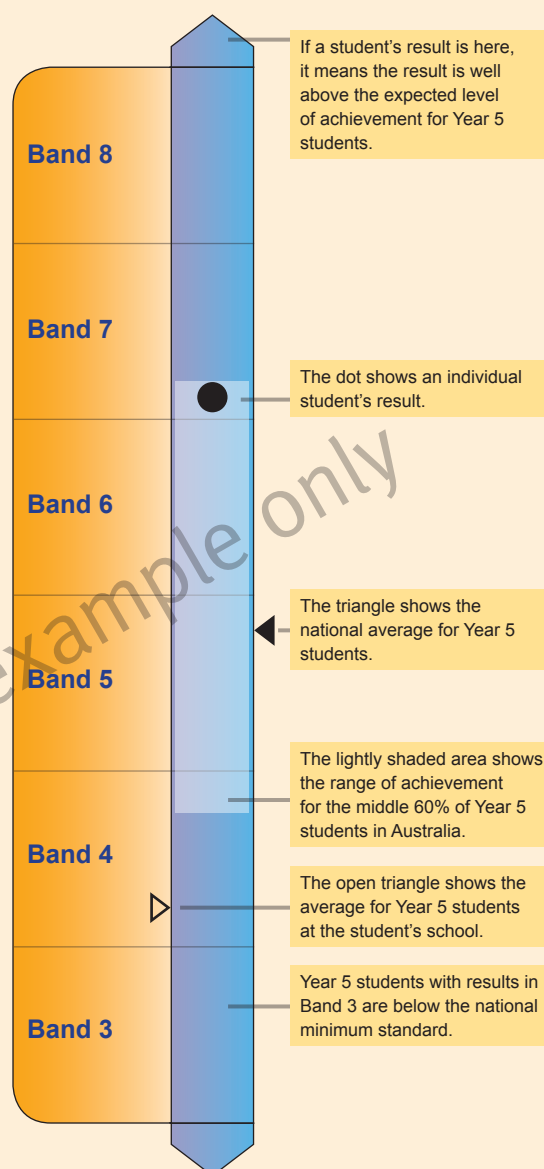 If a student's result is here,
it means the result is well
above the expected level
of achievement for Year 5
students.
Band 8
Band 7
The dot shows an individual
student's result.
Band 6
example only
The triangle shows the
national average for Year 5
students.
Band 5
The lightly shaded area shows
the range of achievement
for the middle 60% of Year 5
students in Australia.
Band 4
The open triangle shows the
average for Year 5 students
at the student's school.
Year 5 students with results in
Band 3 are below the national
minimum standard.
Band 3